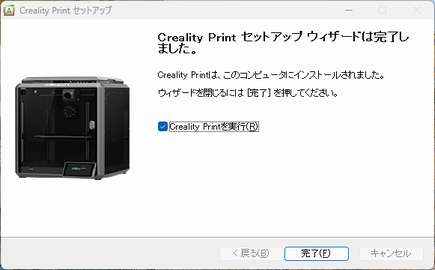 Creality Print セットアップ
Creality Print セットアップ ウィザードは完了し
ました。
Creality Printは、このコンピュータにインストールされました。
ウィザードを閉じるには [完了] を押してください。
Creality Printを実行(R)
< 戻る(B)
完了(F)
キャンセル